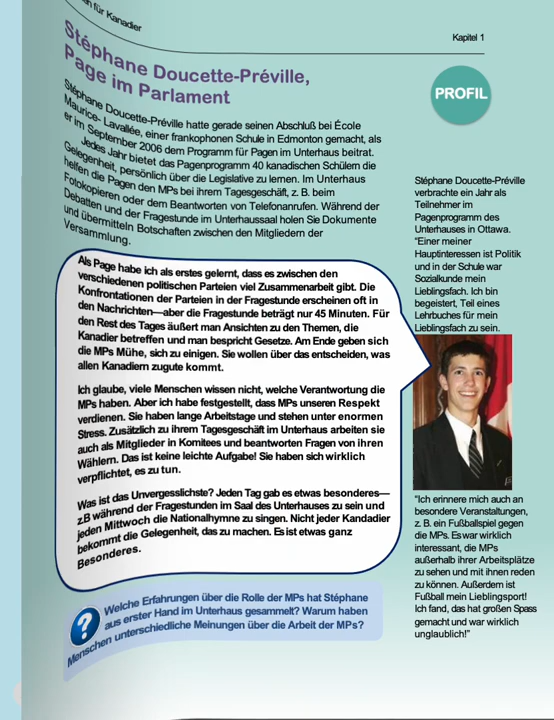 für Kanadier
Kapitel 1
Stéphane Doucette-Préville,
Page im Parlament
Stéphane Doucette-Préville hatte gerade seinen Abschluß bei École
Maurice- Lavallée, einer frankophonen Schule in Edmonton gemacht, als
er im September 2006 dem Programm für Pagen im Unterhaus beitrat.
Jedes Jahr bietet das Pagenprogramm 40 kanadischen Schülern die
Gelegenheit, persönlich über die Legislative zu lernen. Im Unterhaus
helfen die Pagen den MPs bei ihrem Tagesgeschäft, z. B. beim
Fotokopieren oder dem Beantworten von Telefonanrufen. Während der
Debatten und der Fragestunde im Unterhaussaal holen Sie Dokumente
und übermitteln Botschaften zwischen den Mitgliedern der
Versammlung.
Als Page habe ich als erstes gelernt, dass es zwischen den
verschiedenen politischen Parteien viel Zusammenarbeit gibt. Die
Konfrontationen der Parteien in der Fragestunde erscheinen oft in
den Nachrichten—aber die Fragestunde beträgt nur 45 Minuten. Für
den Rest des Tages äußert man Ansichten zu den Themen, die
Kanadier betreffen und man bespricht Gesetze. Am Ende geben sich
die MPs Mühe, sich zu einigen. Sie wollen über das entscheiden, was
allen Kanadiern zugute kommt.
Ich glaube, viele Menschen wissen nicht, welche Verantwortung die
MPs haben. Aber ich habe festgestellt, dass MPs unseren Respekt
verdienen. Sie haben lange Arbeitstage und stehen unter enormen
Stress. Zusätzlich zu ihrem Tagesgeschäft im Unterhaus arbeiten sie
auch als Mitglieder in Komitees und beantworten Fragen von ihren
Wählern. Das ist keine leichte Aufgabe! Sie haben sich wirklich
verpflichtet, es zu tun.
Was ist das Unvergesslichste? Jeden Tag gab es etwas besonderes—
z.B während der Fragestunden im Saal des Unterhauses zu sein und
jeden Mittwoch die Nationalhymne zu singen. Nicht jeder Kandadier
bekommt die Gelegenheit, das zu machen. Es ist etwas ganz
Besonderes.
?
Welche Erfahrungen über die Rolle der MPs hat Stéphane
aus erster Hand im Unterhaus gesammelt? Warum haben
Menschen unterschiedliche Meinungen über die Arbeit der MPs?
PROFIL
Stéphane Doucette-Préville
verbrachte ein Jahr als
Teilnehmer im
Pagenprogramm des
Unterhauses in Ottawa.
"Einer meiner
Hauptinteressen ist Politik
und in der Schule war
Sozialkunde mein
Lieblingsfach. Ich bin
begeistert, Teil eines
Lehrbuches für mein
Lieblingsfach zu sein.
"Ich erinnere mich auch an
besondere Veranstaltungen,
z. B. ein Fußballspiel gegen
die MPs. Es war wirklich
interessant, die MPs
außerhalb ihrer Arbeitsplätze
zu sehen und mit ihnen reden
zu können. Außerdem ist
Fußball mein Lieblingsport!
Ich fand, das hat großen Spass
gemacht und war wirklich
unglaublich!"